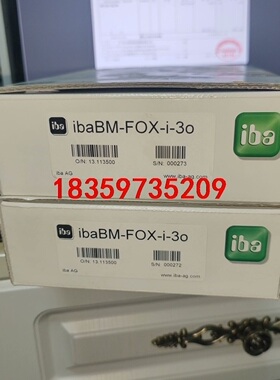 iba
ibaBM-FOX-i-3o
O/N: 13.113500
S/N: 000273
iba AG
www.iba-ag.com
iba
18359735209
iba
ibaBM-FOX-i-3o
O/N: 13.113500
S/N: 000272
iba AG
www.iba-ag.com
iba